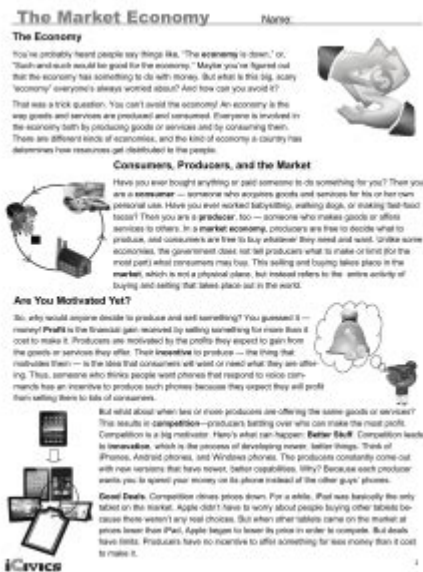 The Market Economy Name:
The Economy
You've probably heard people say things like, "The economy is down," or,
"Such-and-such would be good for the economy." Maybe you've figured out
that the economy has something to do with money. But what is this big, scary
"economy" everyone's always worried about? And how can you avoid it?
That was a trick question. You can't avoid the economy! An economy is the
way goods and services are produced and consumed. Everyone is involved in
the economy both by producing goods or services and by consuming them.
There are different kinds of economies, and the kind of economy a country has
determines how resources get distributed to the people.
Consumers, Producers, and the Market
Have you ever bought anything or paid someone to do something for you? Then you
are a consumer — someone who acquires goods and services for his or her own
personal use. Have you ever worked babysitting, walking dogs, or making fast-food
tacos? Then you are a producer, too — someone who makes goods or offers
services to others. In a market economy, producers are free to decide what to
produce, and consumers are free to buy whatever they need and want. Unlike some
economies, the government does not tell producers what to make or limit (for the
most part) what consumers may buy. This selling and buying takes place in the
market, which is not a physical place, but instead refers to the entire activity of
buying and selling that takes place out in the world.
Are You Motivated Yet?
So, why would anyone decide to produce and sell something? You guessed it —
money! Profit is the financial gain received by selling something for more than it
cost to make it. Producers are motivated by the profits they expect to gain from
the goods or services they offer. Their incentive to produce — the thing that
motivates them — is the idea that consumers will want or need what they are offer-
ing. Thus, someone who thinks people want phones that respond to voice com-
mands has an incentive to produce such phones because they expect they will profit
from selling them to lots of consumers.
But what about when two or more producers are offering the same goods or services?
This results in competition—producers battling over who can make the most profit.
Competition is a big motivator. Here's what can happen: Better Stuff. Competition leads
to innovation, which is the process of developing newer, better things. Think of
iPhones, Android phones, and Windows phones. The producers constantly come out
with new versions that have newer, better capabilities. Why? Because each producer
wants you to spend your money on its phone instead of the other guys' phones.
Good Deals. Competition drives prices down. For a while, iPad was basically the only
tablet on the market. Apple didn't have to worry about people buying other tablets be-
cause there weren't any real choices. But when other tablets came on the market at
prices lower than iPad, Apple began to lower its price in order to compete. But deals
have limits: Producers have no incentive to offer something for less money than it cost
to make it.
iCivics